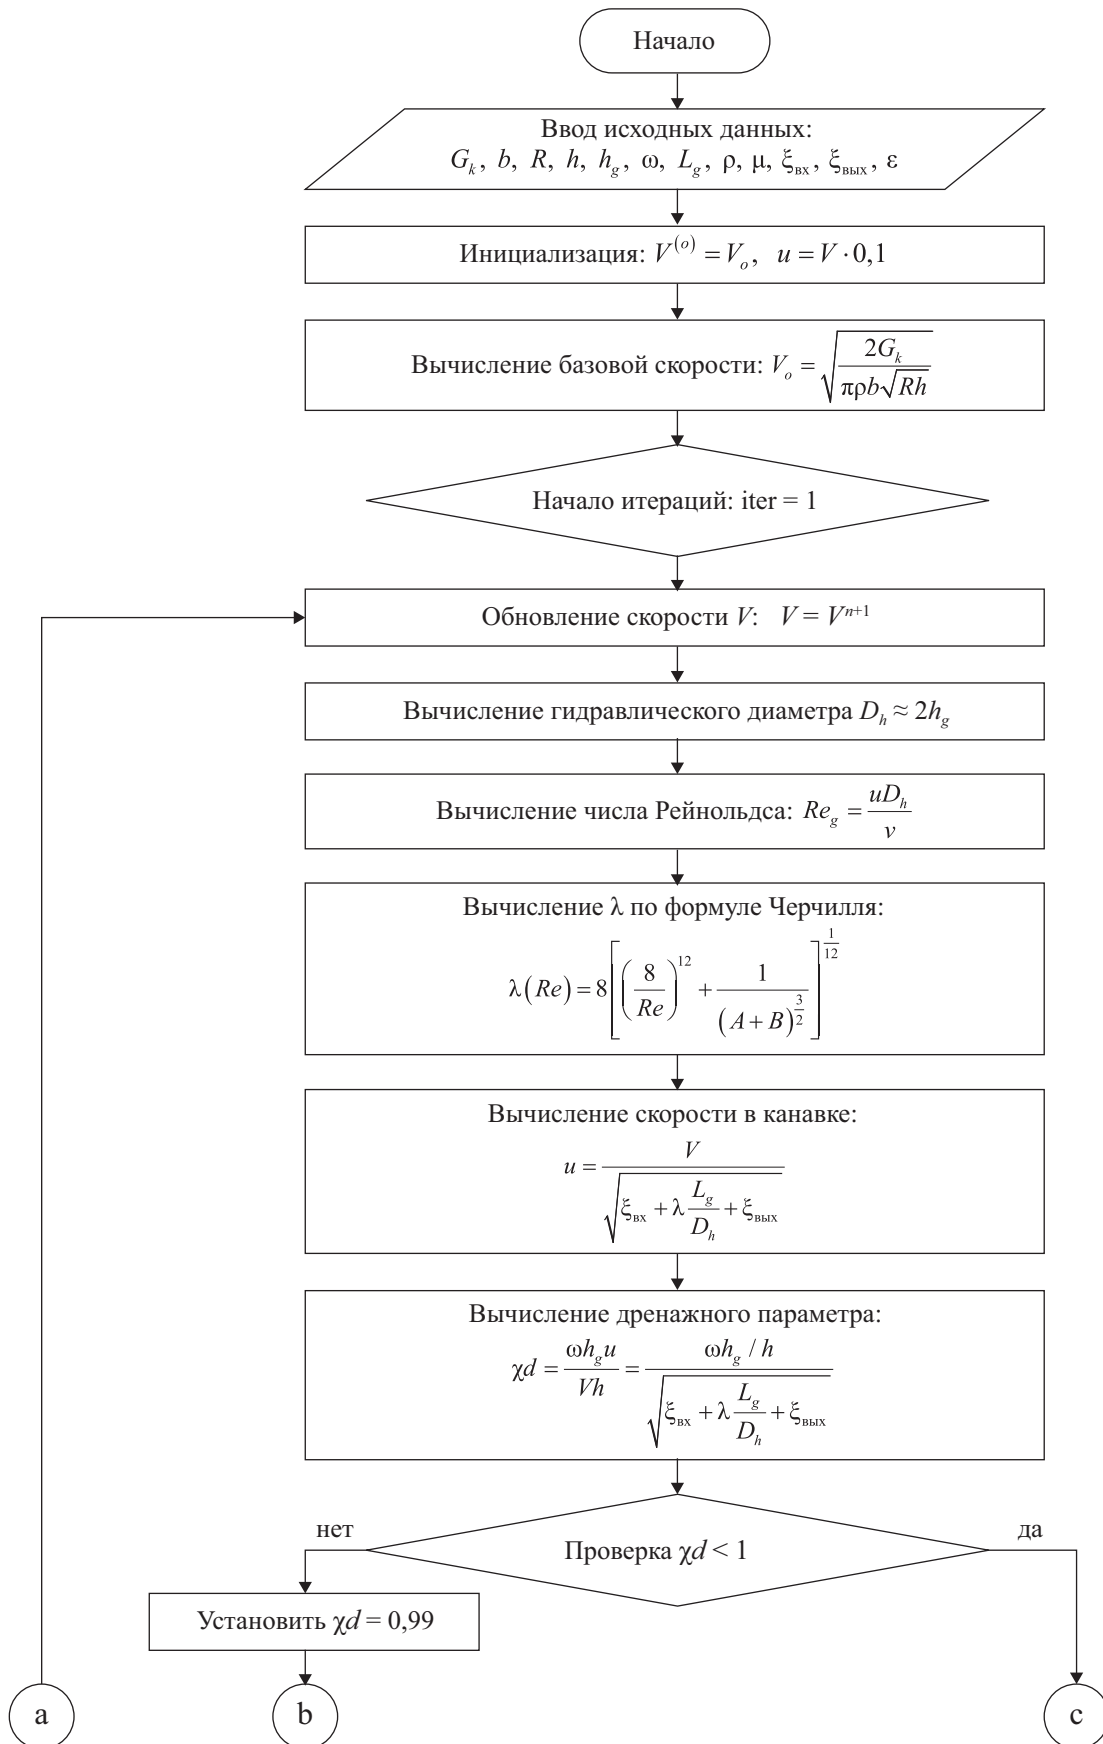 Начало
Ввод исходных данных:
G_k, b, R, h, h_g, ω, L_g, ρ, μ, ξ_вх, ξ_вых, ε
Инициализация: V^(o) = V_o, u = V · 0,1
Вычисление базовой скорости: V_o = √(2G_k / (πρb√(Rh)))
Начало итераций: iter = 1
Обновление скорости V: V = V^(n+1)
Вычисление гидравлического диаметра D_h ≈ 2h_g
Вычисление числа Рейнольдса: Re_g = uD_h / ν
Вычисление λ по формуле Черчилля:
λ(Re) = 8[(8/Re)^12 + 1/(A + B)^(3/2)]^(1/12)
Вычисление скорости в канавке:
u = V / √(ξ_вх + λ L_g/D_h + ξ_вых)
Вычисление дренажного параметра:
χd = ωh_g u / Vh = (ωh_g / h) / √(ξ_вх + λ L_g/D_h + ξ_вых)
нет
Проверка χd < 1
да
Установить χd = 0,99
a
b
c